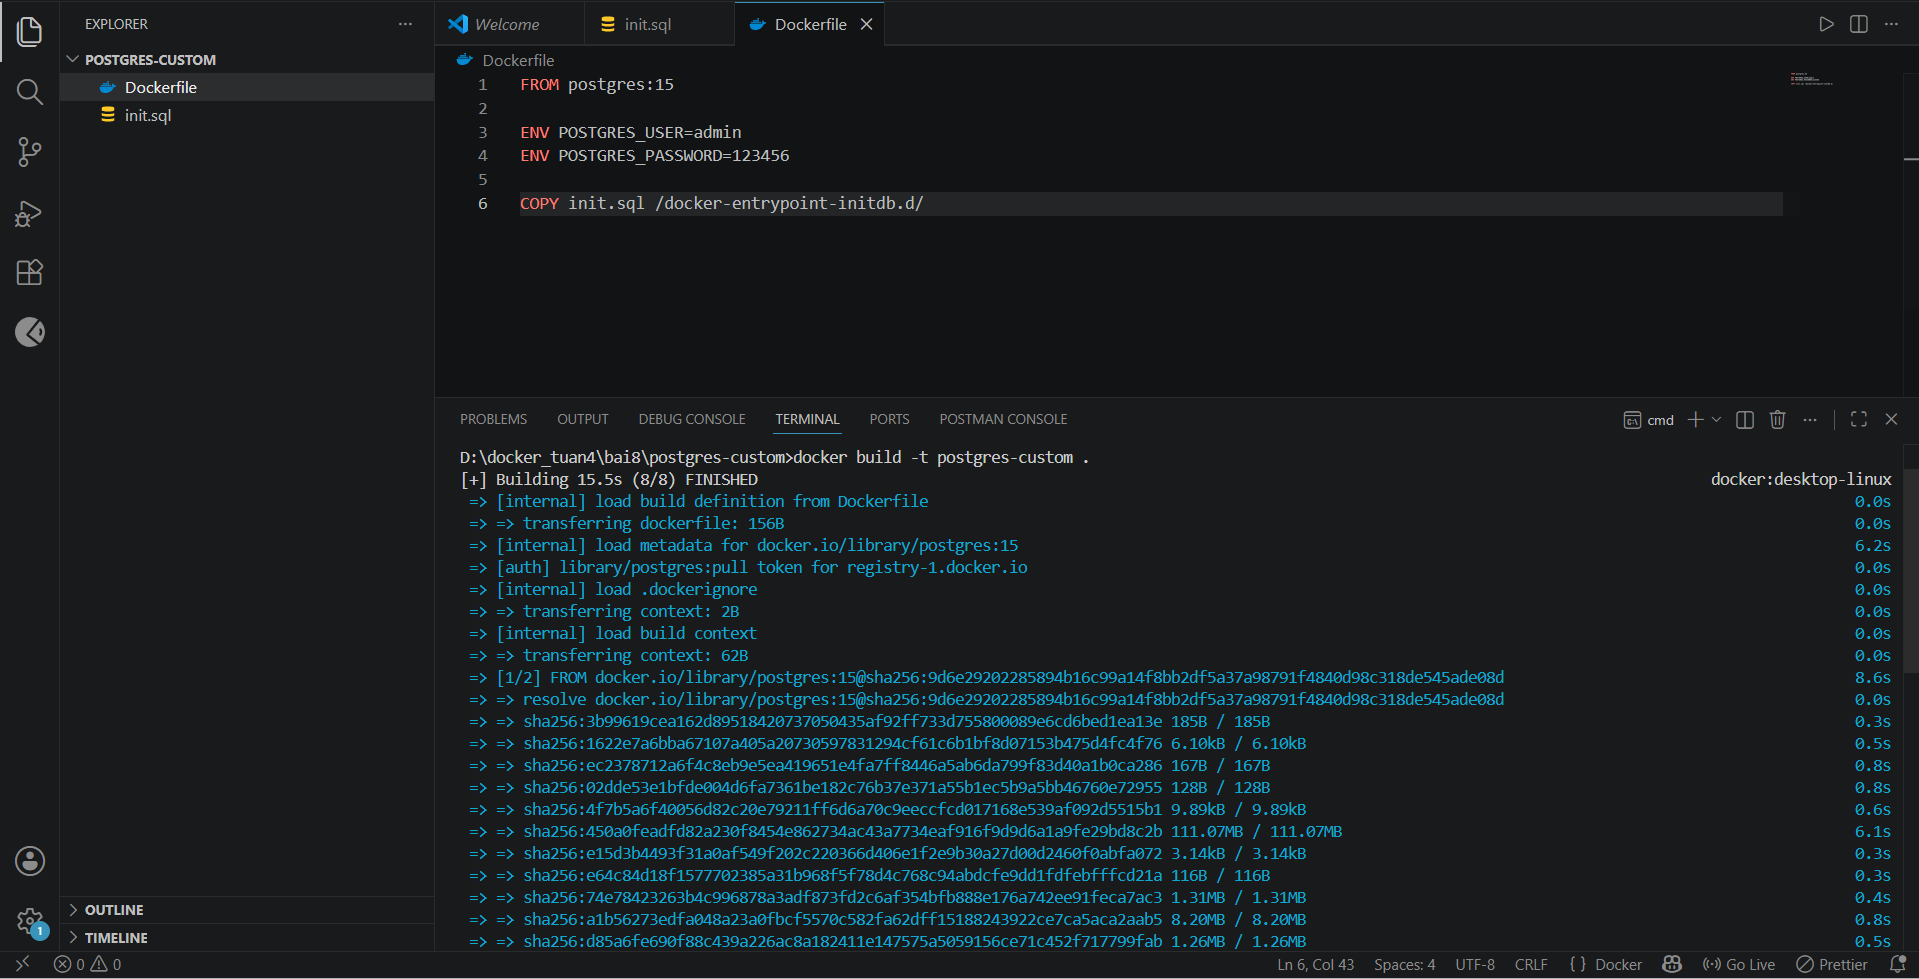 EXPLORER
POSTGRES-CUSTOM
Dockerfile
init.sql
OUTLINE
TIMELINE
Welcome
init.sql
Dockerfile
Dockerfile
1 FROM postgres:15
2
3 ENV POSTGRES_USER=admin
4 ENV POSTGRES_PASSWORD=123456
5
6 COPY init.sql /docker-entrypoint-initdb.d/
PROBLEMS OUTPUT DEBUG CONSOLE TERMINAL PORTS POSTMAN CONSOLE
cmd
D:\docker_tuan4\bai8\postgres-custom>docker build -t postgres-custom .
[+] Building 15.5s (8/8) FINISHED docker:desktop-linux
=> [internal] load build definition from Dockerfile 0.0s
=> => transferring dockerfile: 156B 0.0s
=> [internal] load metadata for docker.io/library/postgres:15 6.2s
=> [auth] library/postgres:pull token for registry-1.docker.io 0.0s
=> [internal] load .dockerignore 0.0s
=> => transferring context: 2B 0.0s
=> [internal] load build context 0.0s
=> => transferring context: 62B 0.0s
=> [1/2] FROM docker.io/library/postgres:15@sha256:9d6e29202285894b16c99a14f8bb2df5a37a98791f4840d98c318de545ade08d 8.6s
=> => resolve docker.io/library/postgres:15@sha256:9d6e29202285894b16c99a14f8bb2df5a37a98791f4840d98c318de545ade08d 0.0s
=> => sha256:3b99619cea162d89518420737050435af92ff733d755800089e6cd6bed1ea13e 185B / 185B 0.3s
=> => sha256:1622e7a6bba67107a405a20730597831294cf61c6b1bf8d07153b475d4fc4f76 6.10kB / 6.10kB 0.5s
=> => sha256:ec2378712a6f4c8eb9e5ea419651e4fa7ff8446a5ab6da799f83d40a1b0ca286 167B / 167B 0.8s
=> => sha256:02dde53e1bfde004d6fa7361be182c76b37e371a55b1ec5b9a5bb46760e72955 128B / 128B 0.8s
=> => sha256:4f7b5a6f40056d82c20e79211ff6d6a70c9eeccfcd017168e539af092d5515b1 9.89kB / 9.89kB 0.6s
=> => sha256:450a0feadfd82a230f8454e862734ac43a7734eaf916f9d9d6a1a9fe29bd8c2b 111.07MB / 111.07MB 6.1s
=> => sha256:e15d3b4493f31a0af549f202c220366d406e1f2e9b30a27d00d2460f0abfa072 3.14kB / 3.14kB 0.3s
=> => sha256:e64c84d18f1577702385a31b968f5f78d4c768c94abdcfe9dd1fdfebfffcd21a 116B / 116B 0.3s
=> => sha256:74e78423263b4c996878a3adf873fd2c6af354bfb888e176a742ee91feca7ac3 1.31MB / 1.31MB 0.4s
=> => sha256:a1b56273edfa048a23a0fbcf5570c582fa62dff15188243922ce7ca5aca2aab5 8.20MB / 8.20MB 0.8s
=> => sha256:d85a6fe690f88c439a226ac8a182411e147575a5059156ce71c452f717799fab 1.26MB / 1.26MB 0.5s
1
0 0 Ln 6, Col 43 Spaces: 4 UTF-8 CRLF { } Docker Go Live Prettier